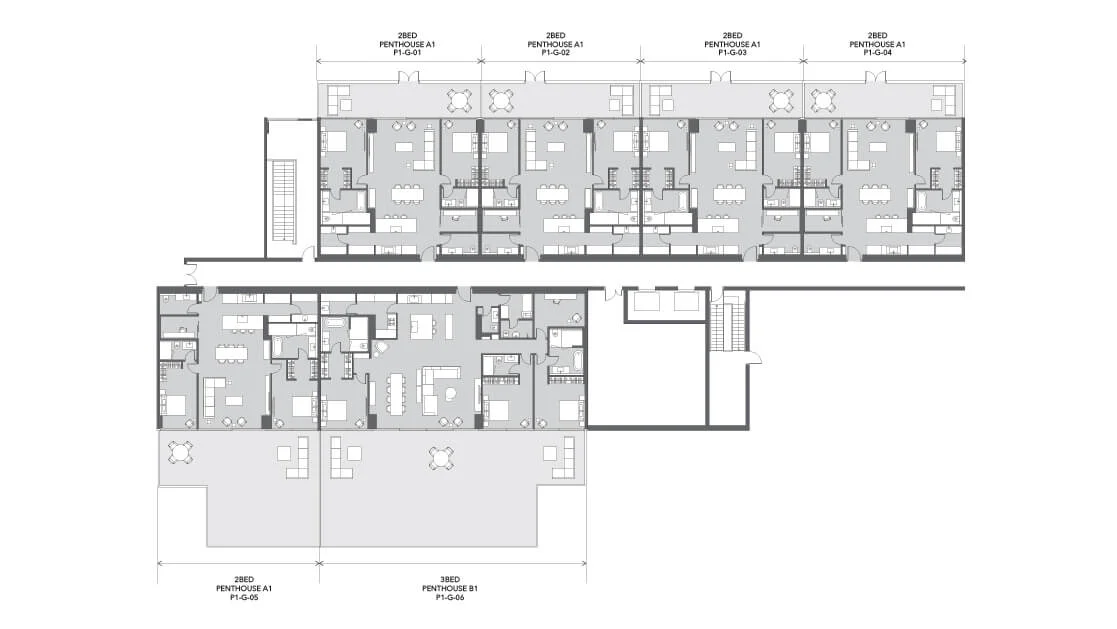 2BED
PENTHOUSE A1
P1-G-01
2BED
PENTHOUSE A1
P1-G-02
2BED
PENTHOUSE A1
P1-G-03
2BED
PENTHOUSE A1
P1-G-04
2BED
PENTHOUSE A1
P1-G-05
3BED
PENTHOUSE B1
P1-G-06